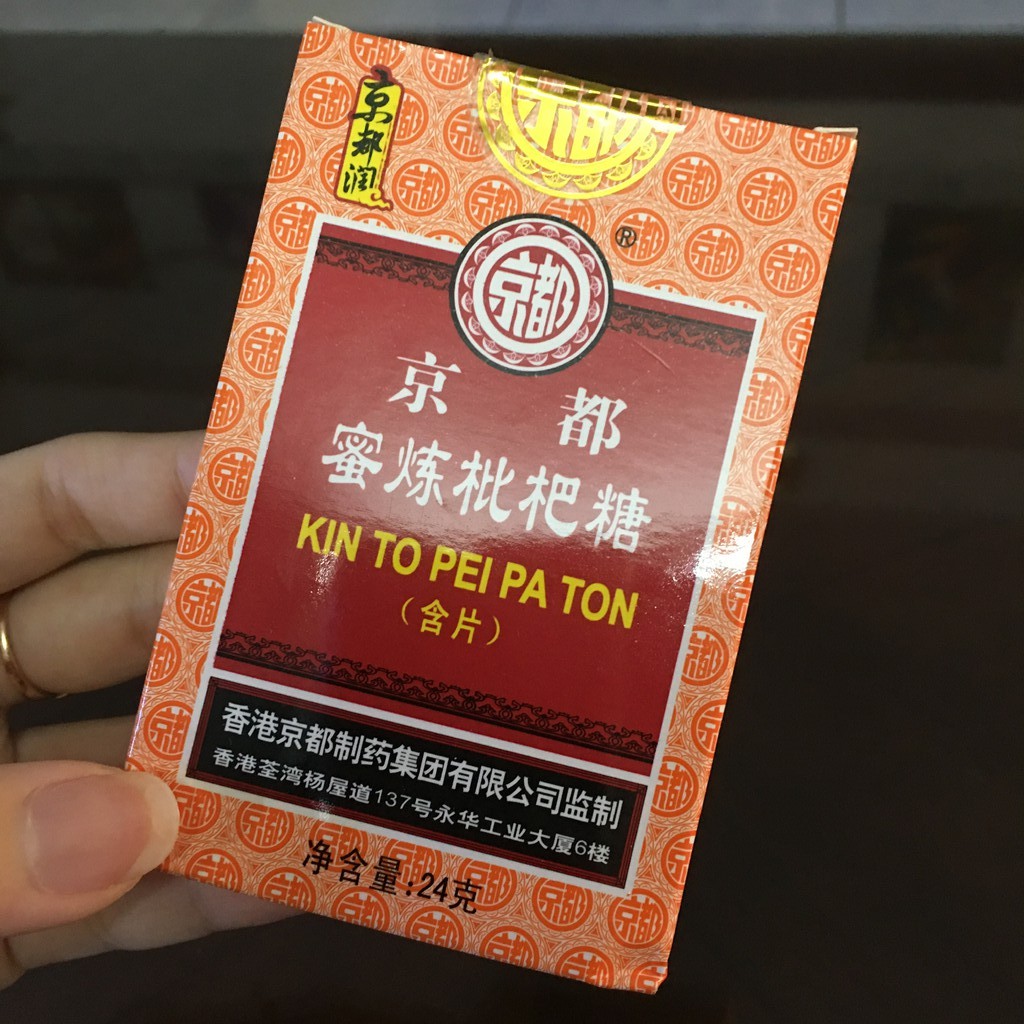 京都润
京都
®
京都
京 都
蜜炼枇杷糖
KIN TO PEI PA TON
（含片）
香港京都制药集团有限公司监制
香港荃湾杨屋道137号永华工业大厦6楼
净含量:24克